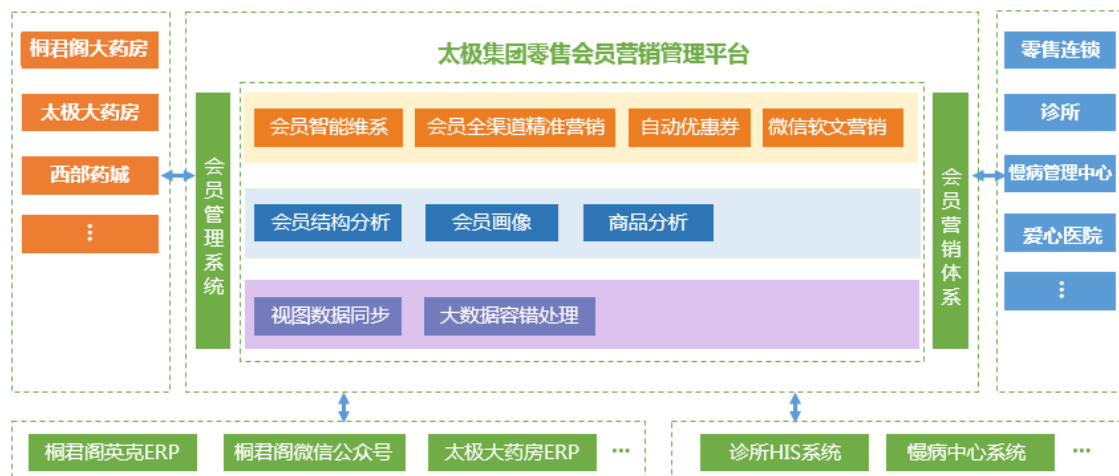 太极集团零售会员营销管理平台
桐君阁大药房
太极大药房
西部药城
⋮
会员管理系统
会员智能维系
会员全渠道精准营销
自动优惠券
微信软文营销
会员结构分析
会员画像
商品分析
视图数据同步
大数据容错处理
会员营销体系
零售连锁
诊所
慢病管理中心
爱心医院
⋮
桐君阁英克ERP
桐君阁微信公众号
太极大药房ERP
…
诊所HIS系统
慢病中心系统
…